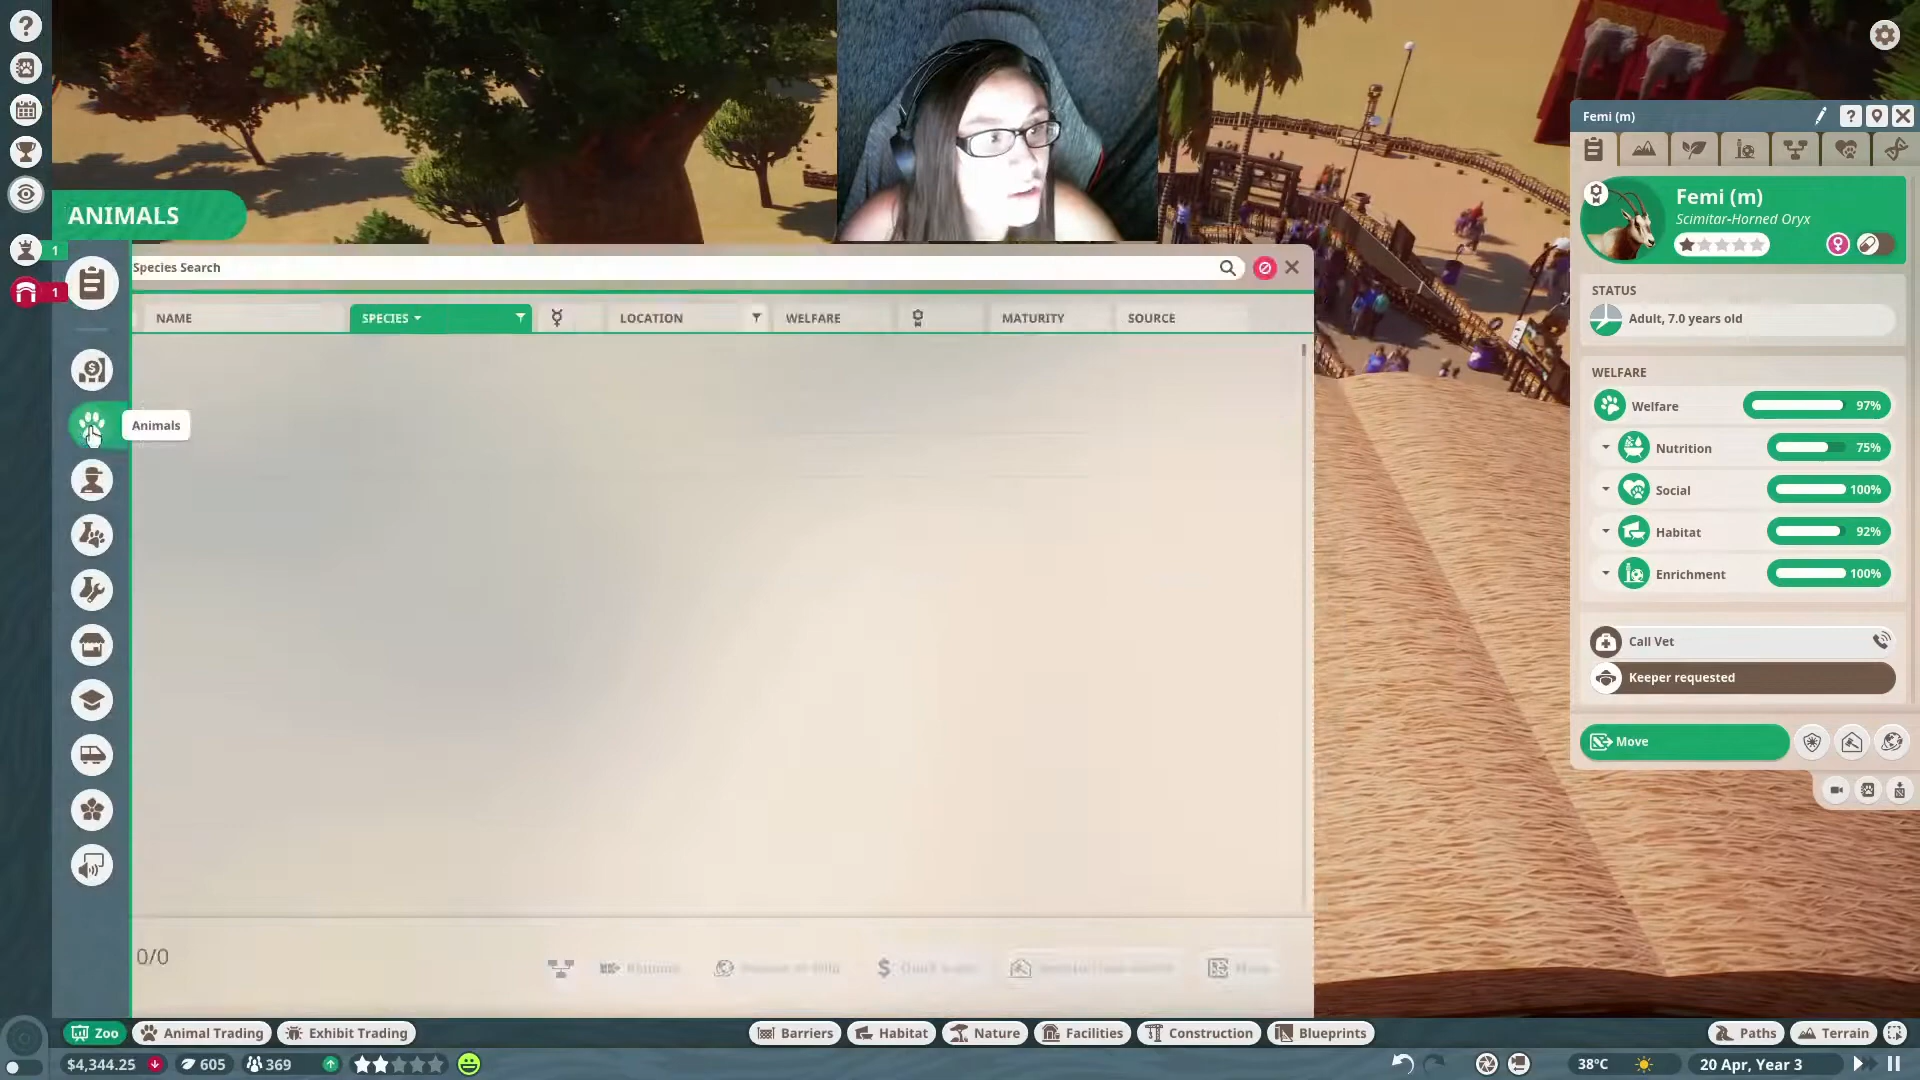 ANIMALS
1
1
Species Search
NAME
SPECIES
LOCATION
WELFARE
MATURITY
SOURCE
Animals
0/0
Femi (m)
Femi (m)
Scimitar-Horned Oryx
STATUS
Adult, 7.0 years old
WELFARE
Welfare 97%
Nutrition 75%
Social 100%
Habitat 92%
Enrichment 100%
Call Vet
Keeper requested
Move
Zoo
Animal Trading
Exhibit Trading
Barriers
Habitat
Nature
Facilities
Construction
Blueprints
Paths
Terrain
$4,344.25
605
369
38°C
20 Apr, Year 3